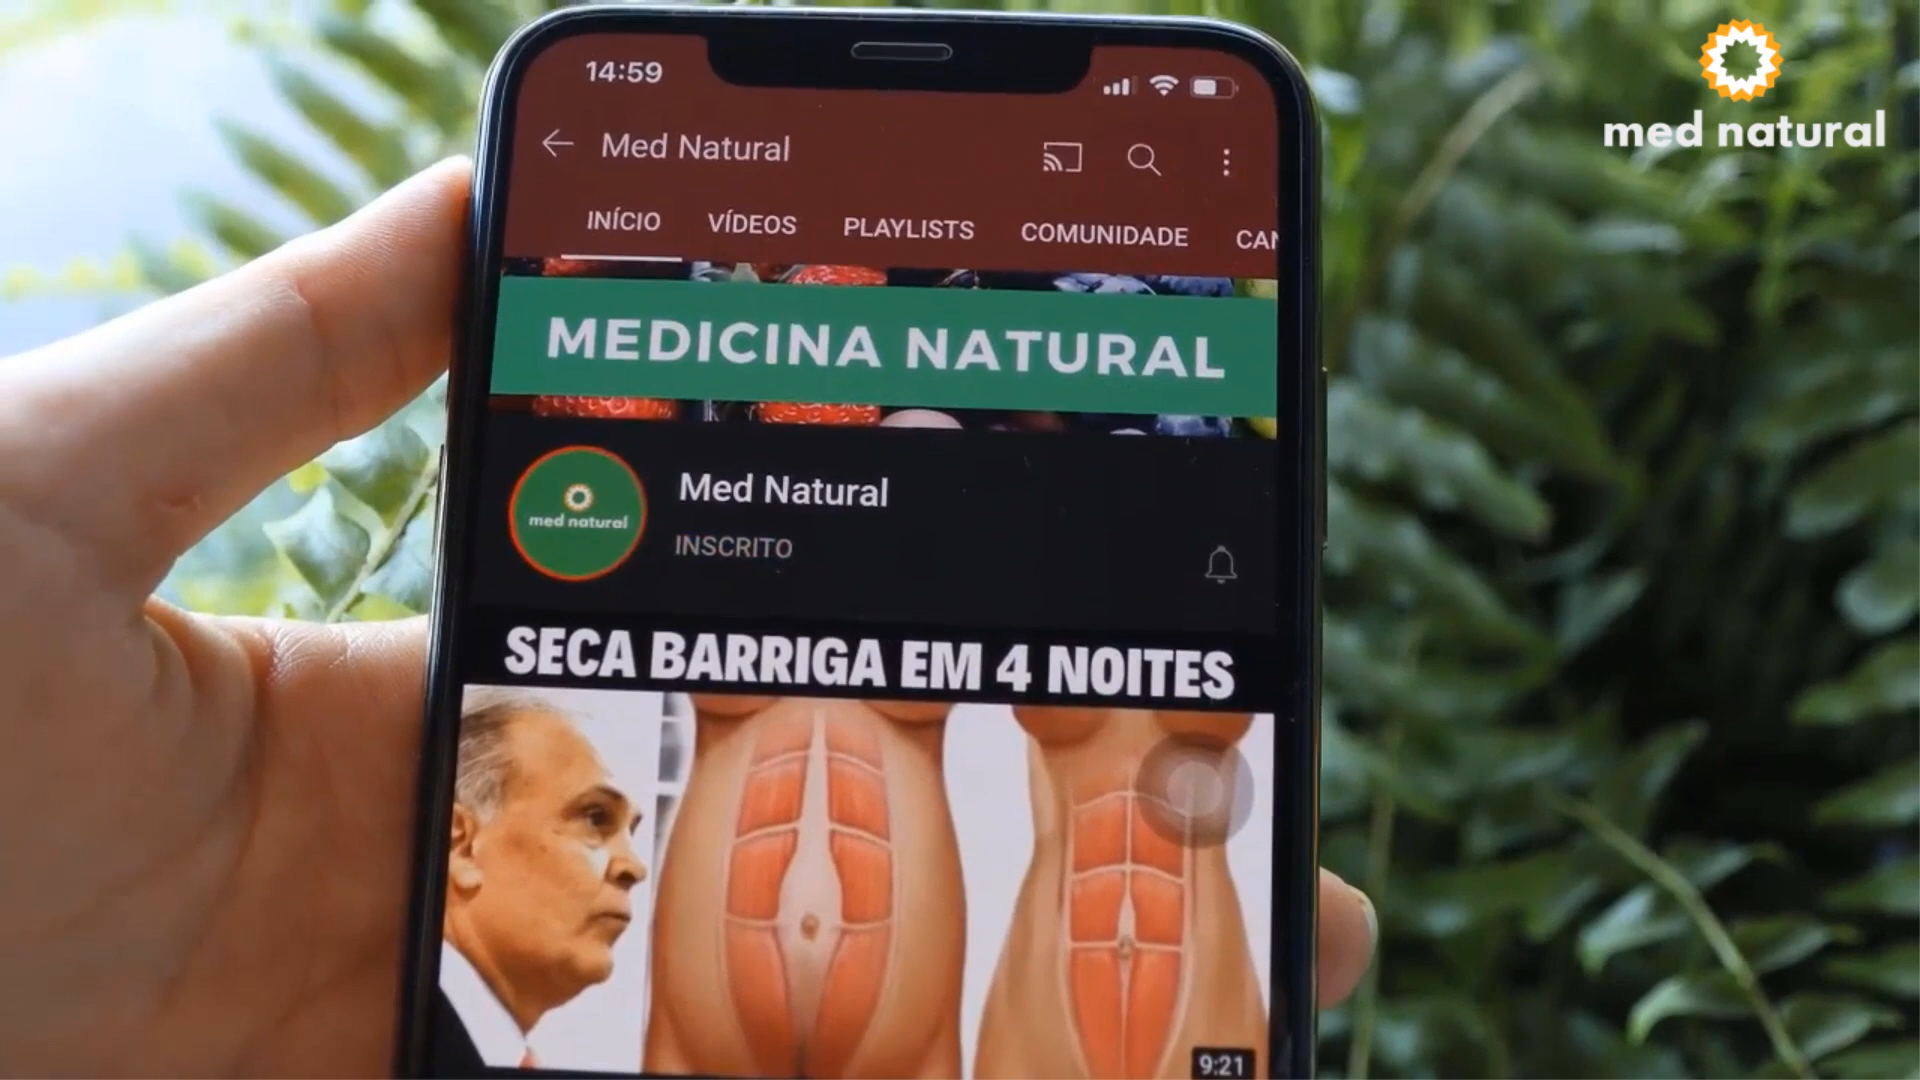 14:59
med natural
Med Natural
INÍCIO VÍDEOS PLAYLISTS COMUNIDADE CAN
MEDICINA NATURAL
Med Natural
med natural
INSCRITO
SECA BARRIGA EM 4 NOITES
9:21